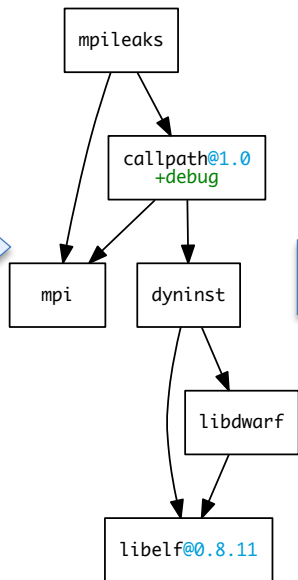 mpileaks
callpath@1.0
+debug
mpi
dyninst
libdwarf
libelf@0.8.11